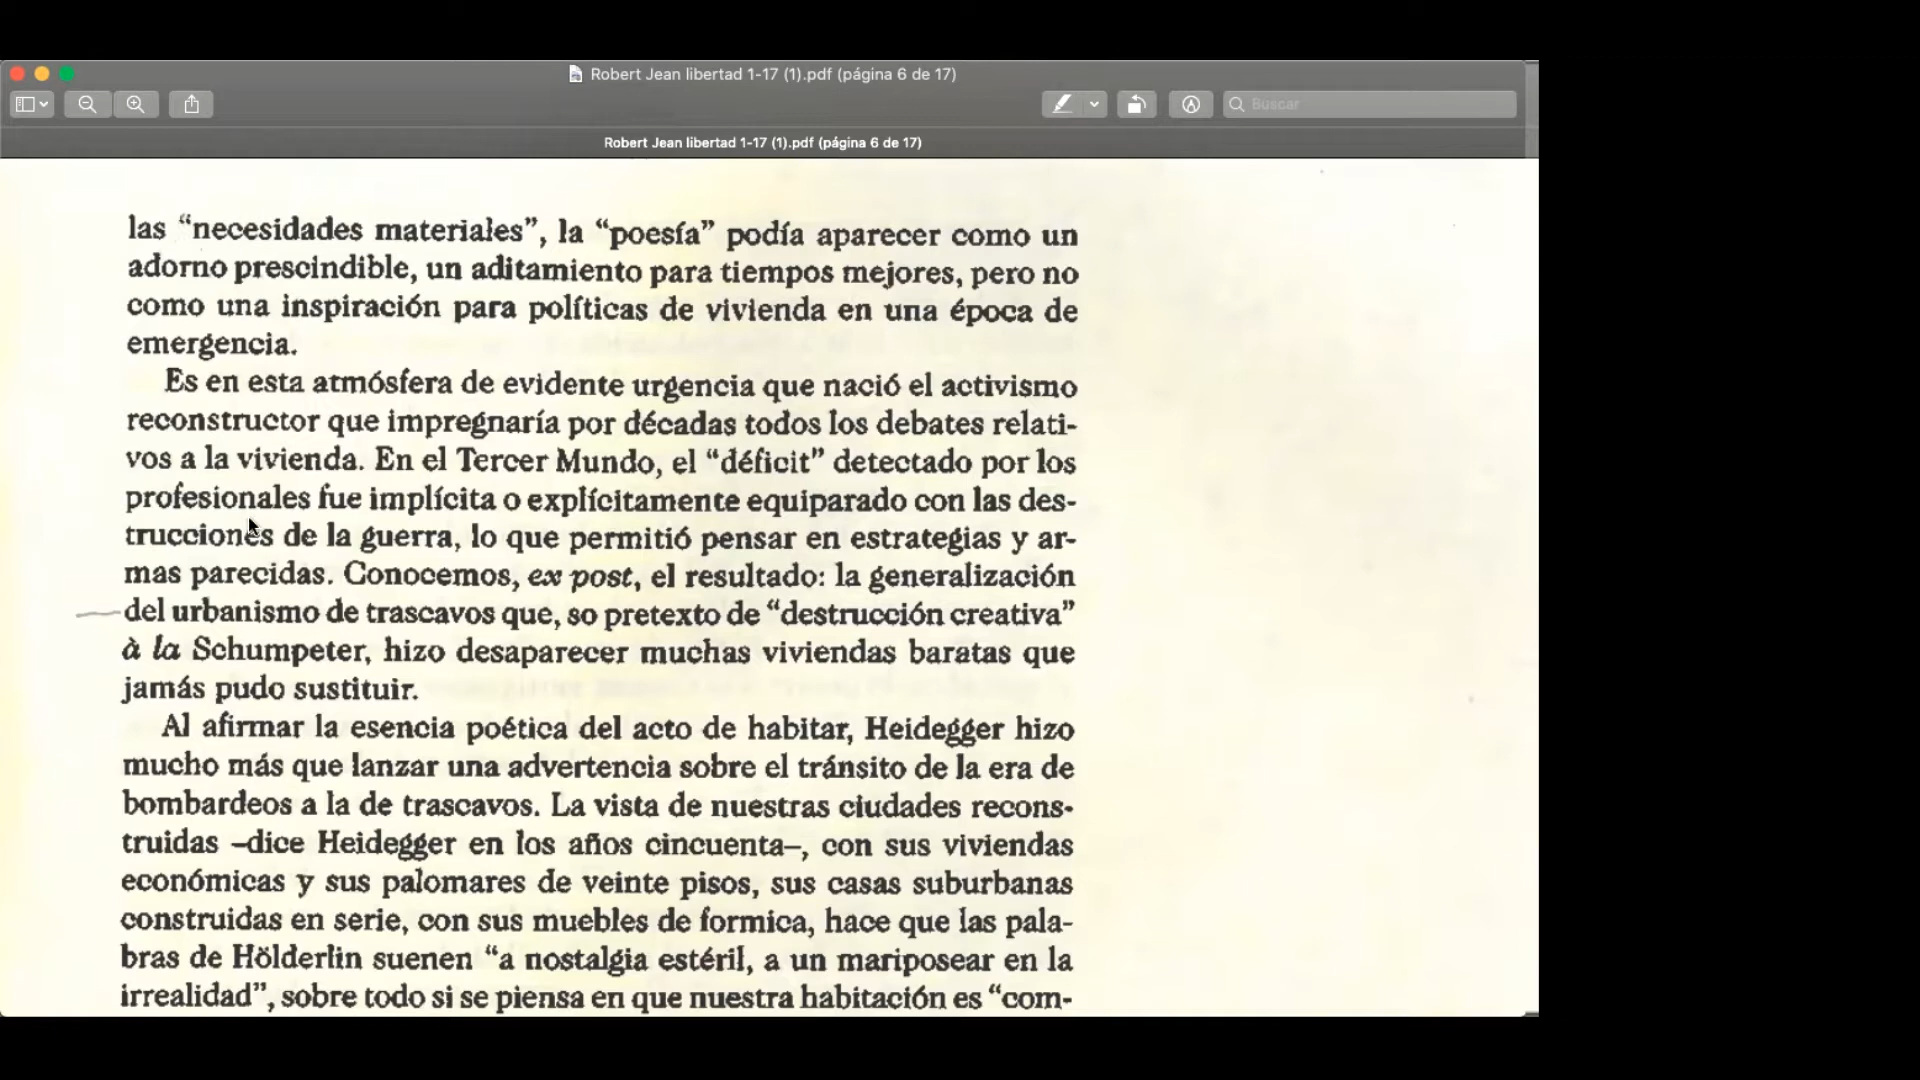 Robert Jean libertad 1-17 (1).pdf (página 6 de 17)
Buscar
Robert Jean libertad 1-17 (1).pdf (página 6 de 17)
las “necesidades materiales”, la “poesía” podía aparecer como un
adorno prescindible, un aditamiento para tiempos mejores, pero no
como una inspiración para políticas de vivienda en una época de
emergencia.
Es en esta atmósfera de evidente urgencia que nació el activismo
reconstructor que impregnaría por décadas todos los debates relati-
vos a la vivienda. En el Tercer Mundo, el “déficit” detectado por los
profesionales fue implícita o explícitamente equiparado con las des-
trucciones de la guerra, lo que permitió pensar en estrategias y ar-
mas parecidas. Conocemos, ex post, el resultado: la generalización
del urbanismo de trascavos que, so pretexto de “destrucción creativa”
à la Schumpeter, hizo desaparecer muchas viviendas baratas que
jamás pudo sustituir.
Al afirmar la esencia poética del acto de habitar, Heidegger hizo
mucho más que lanzar una advertencia sobre el tránsito de la era de
bombardeos a la de trascavos. La vista de nuestras ciudades recons-
truidas –dice Heidegger en los años cincuenta–, con sus viviendas
económicas y sus palomares de veinte pisos, sus casas suburbanas
construidas en serie, con sus muebles de formica, hace que las pala-
bras de Hölderlin suenen “a nostalgia estéril, a un mariposear en la
irrealidad”, sobre todo si se piensa en que nuestra habitación es “com-